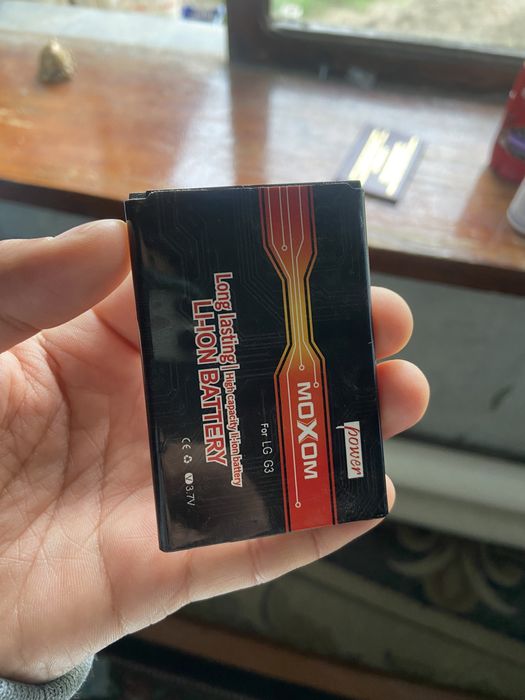 power
MOXOM
For LG G3
Long lasting High capacity li-ion battery
LI-ION BATTERY
CE V 3.7V